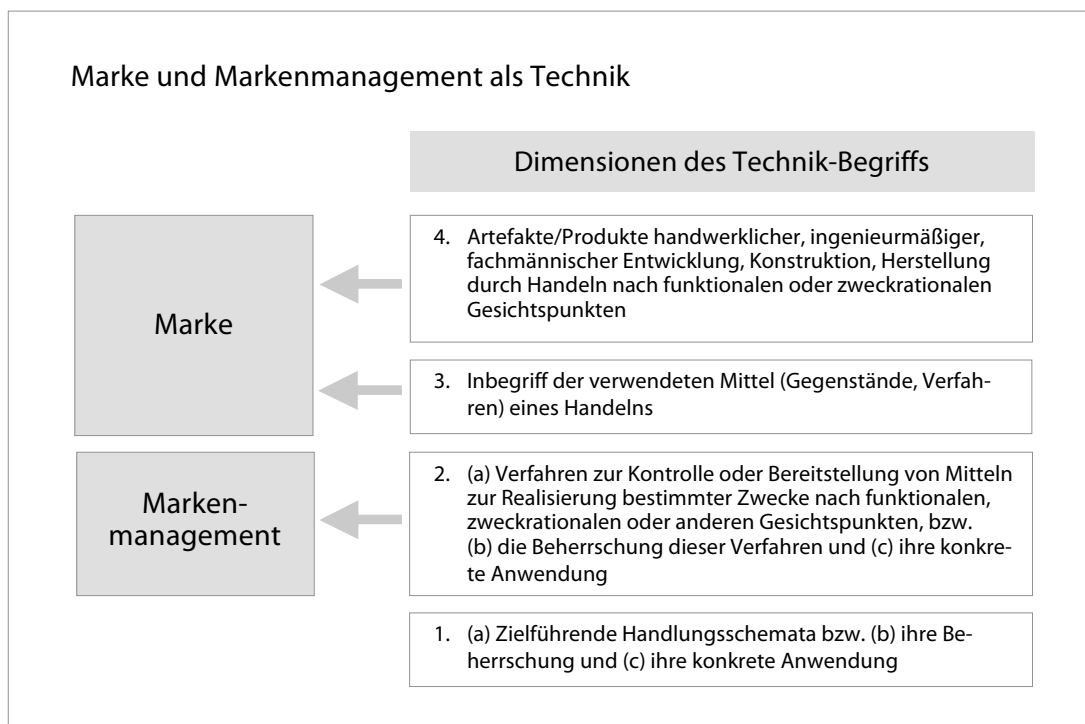 Marke und Markenmanagement als Technik
Dimensionen des Technik-Begriffs
Marke
4. Artefakte/Produkte handwerklicher, ingenieurmäßiger,
fachmännischer Entwicklung, Konstruktion, Herstellung
durch Handeln nach funktionalen oder zweckrationalen
Gesichtspunkten
3. Inbegriff der verwendeten Mittel (Gegenstände, Verfah-
ren) eines Handelns
Marken-
management
2. (a) Verfahren zur Kontrolle oder Bereitstellung von Mitteln
zur Realisierung bestimmter Zwecke nach funktionalen,
zweckrationalen oder anderen Gesichtspunkten, bzw.
(b) die Beherrschung dieser Verfahren und (c) ihre konkre-
te Anwendung
1. (a) Zielführende Handlungsschemata bzw. (b) ihre Be-
herrschung und (c) ihre konkrete Anwendung